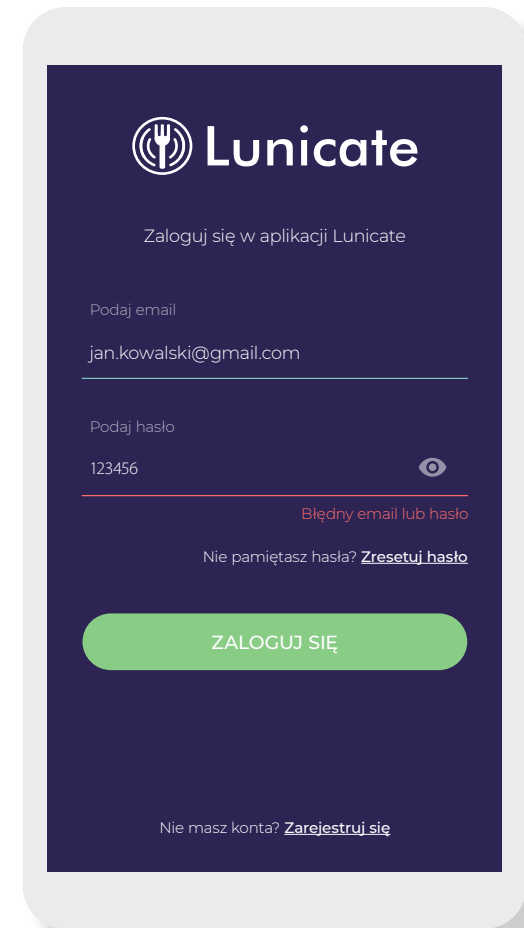 Lunicate
Zaloguj się w aplikacji Lunicate
Podaj email
jan.kowalski@gmail.com
Podaj hasło
123456
Błędny email lub hasło
Nie pamiętasz hasła? Zresetuj hasło
ZALOGUJ SIĘ
Nie masz konta? Zarejestruj się